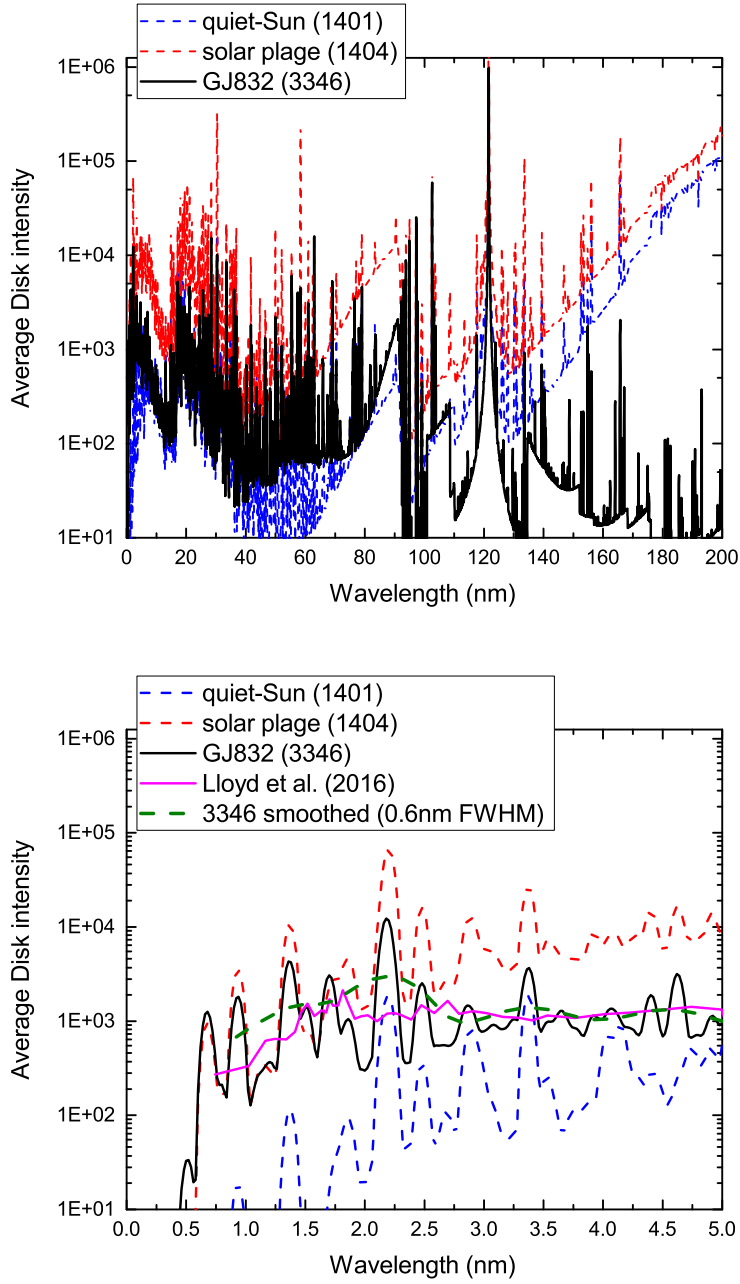 quiet-Sun (1401)
solar plage (1404)
GJ832 (3346)
1E+06
1E+05
1E+04
1E+03
1E+02
1E+01
Average Disk intensity
0 20 40 60 80 100 120 140 160 180 200
Wavelength (nm)
quiet-Sun (1401)
solar plage (1404)
GJ832 (3346)
Lloyd et al. (2016)
3346 smoothed (0.6nm FWHM)
1E+06
1E+05
1E+04
1E+03
1E+02
1E+01
Average Disk intensity
0.0 0.5 1.0 1.5 2.0 2.5 3.0 3.5 4.0 4.5 5.0
Wavelength (nm)